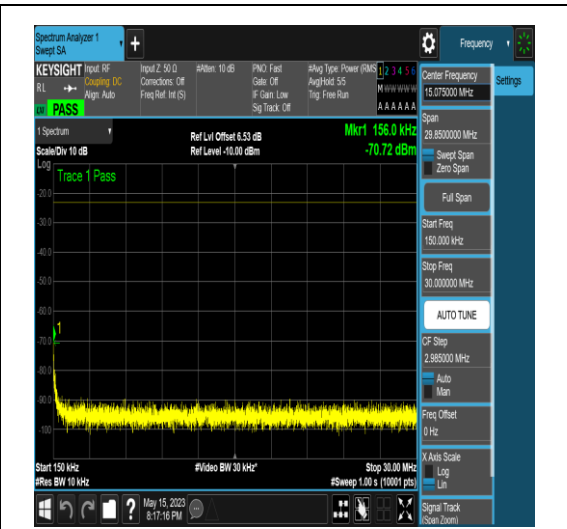 Spectrum Analyzer 1
Swept SA
+
Frequency
KEYSIGHT
RL
PASS
Input: RF
Coupling: DC
Align: Auto
Input Z: 50 Ω
Corrections: Off
Freq Ref: Int (S)
#Atten: 10 dB
PNO: Fast
Gate: Off
IF Gain: Low
Sig Track: Off
#Avg Type: Power (RMS
Avg|Hold: 5/5
Trig: Free Run
1 2 3 4 5 6
M W W W W W
A A A A A A
1 Spectrum
Scale/Div 10 dB
Ref Lvl Offset 6.53 dB
Ref Level -10.00 dBm
Mkr1 156.0 kHz
-70.72 dBm
Log
Trace 1 Pass
-20.0
-30.0
-40.0
-50.0
-60.0
-70.0
-80.0
-90.0
-100
1
Start 150 kHz
#Res BW 10 kHz
#Video BW 30 kHz*
Stop 30.00 MHz
#Sweep 1.00 s (10001 pts)
?
May 15, 2023
8:17:16 PM
Center Frequency
15.075000 MHz
Settings
Span
29.8500000 MHz
Swept Span
Zero Span
Full Span
Start Freq
150.000 kHz
Stop Freq
30.000000 MHz
AUTO TUNE
CF Step
2.985000 MHz
Auto
Man
Freq Offset
0 Hz
X Axis Scale
Log
Lin
Signal Track
(Span Zoom)